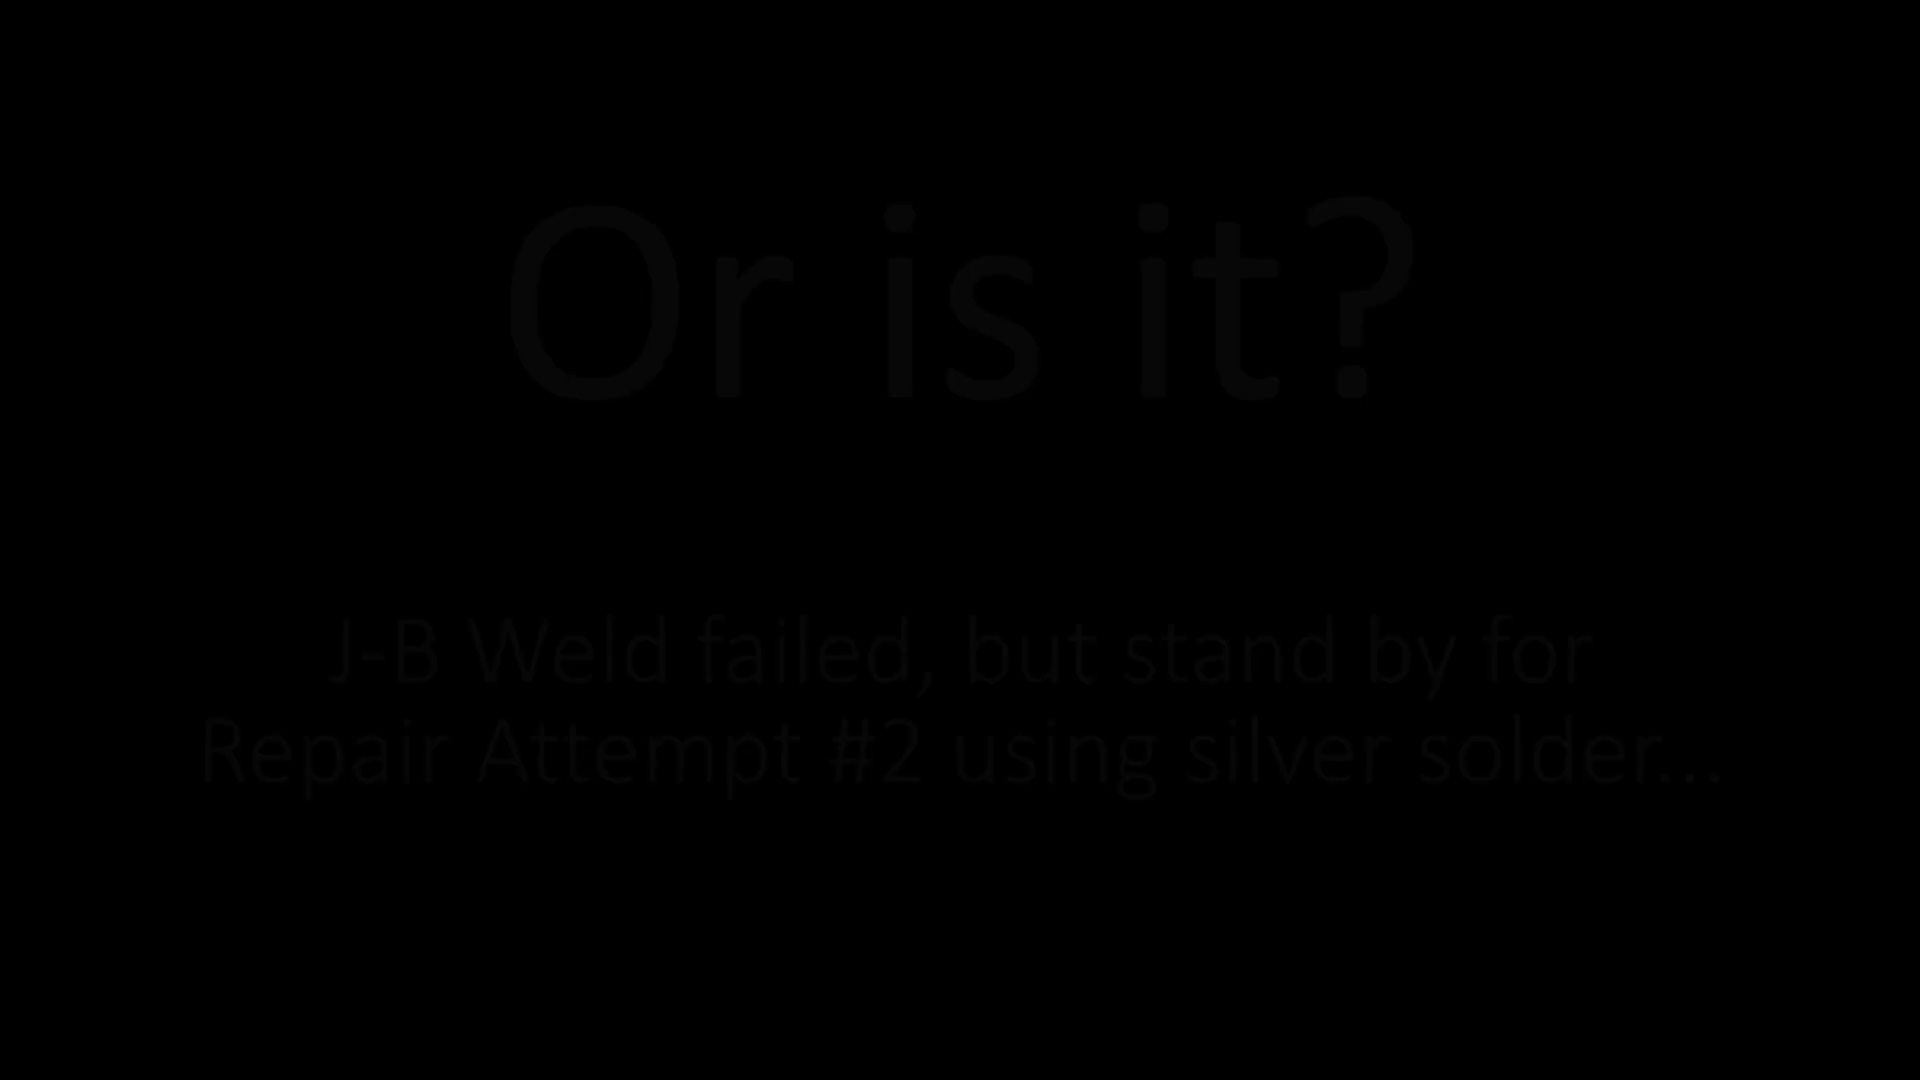 Or is it?
J-B Weld failed, but stand by for
Repair Attempt #2 using silver solder...